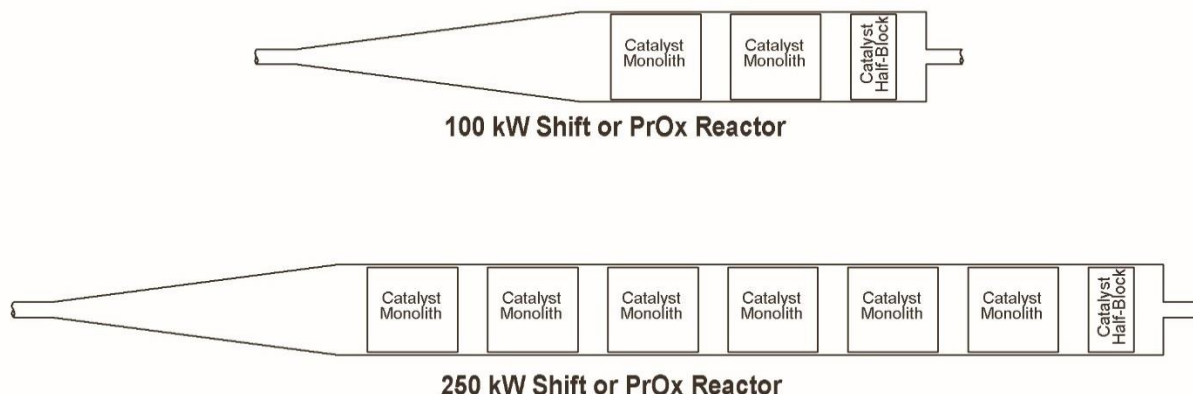 Catalyst
Monolith
Catalyst
Monolith
Catalyst
Half-Block
100 kW Shift or PrOx Reactor
Catalyst
Monolith
Catalyst
Monolith
Catalyst
Monolith
Catalyst
Monolith
Catalyst
Monolith
Catalyst
Monolith
Catalyst
Half-Block
250 kW Shift or PrOx Reactor